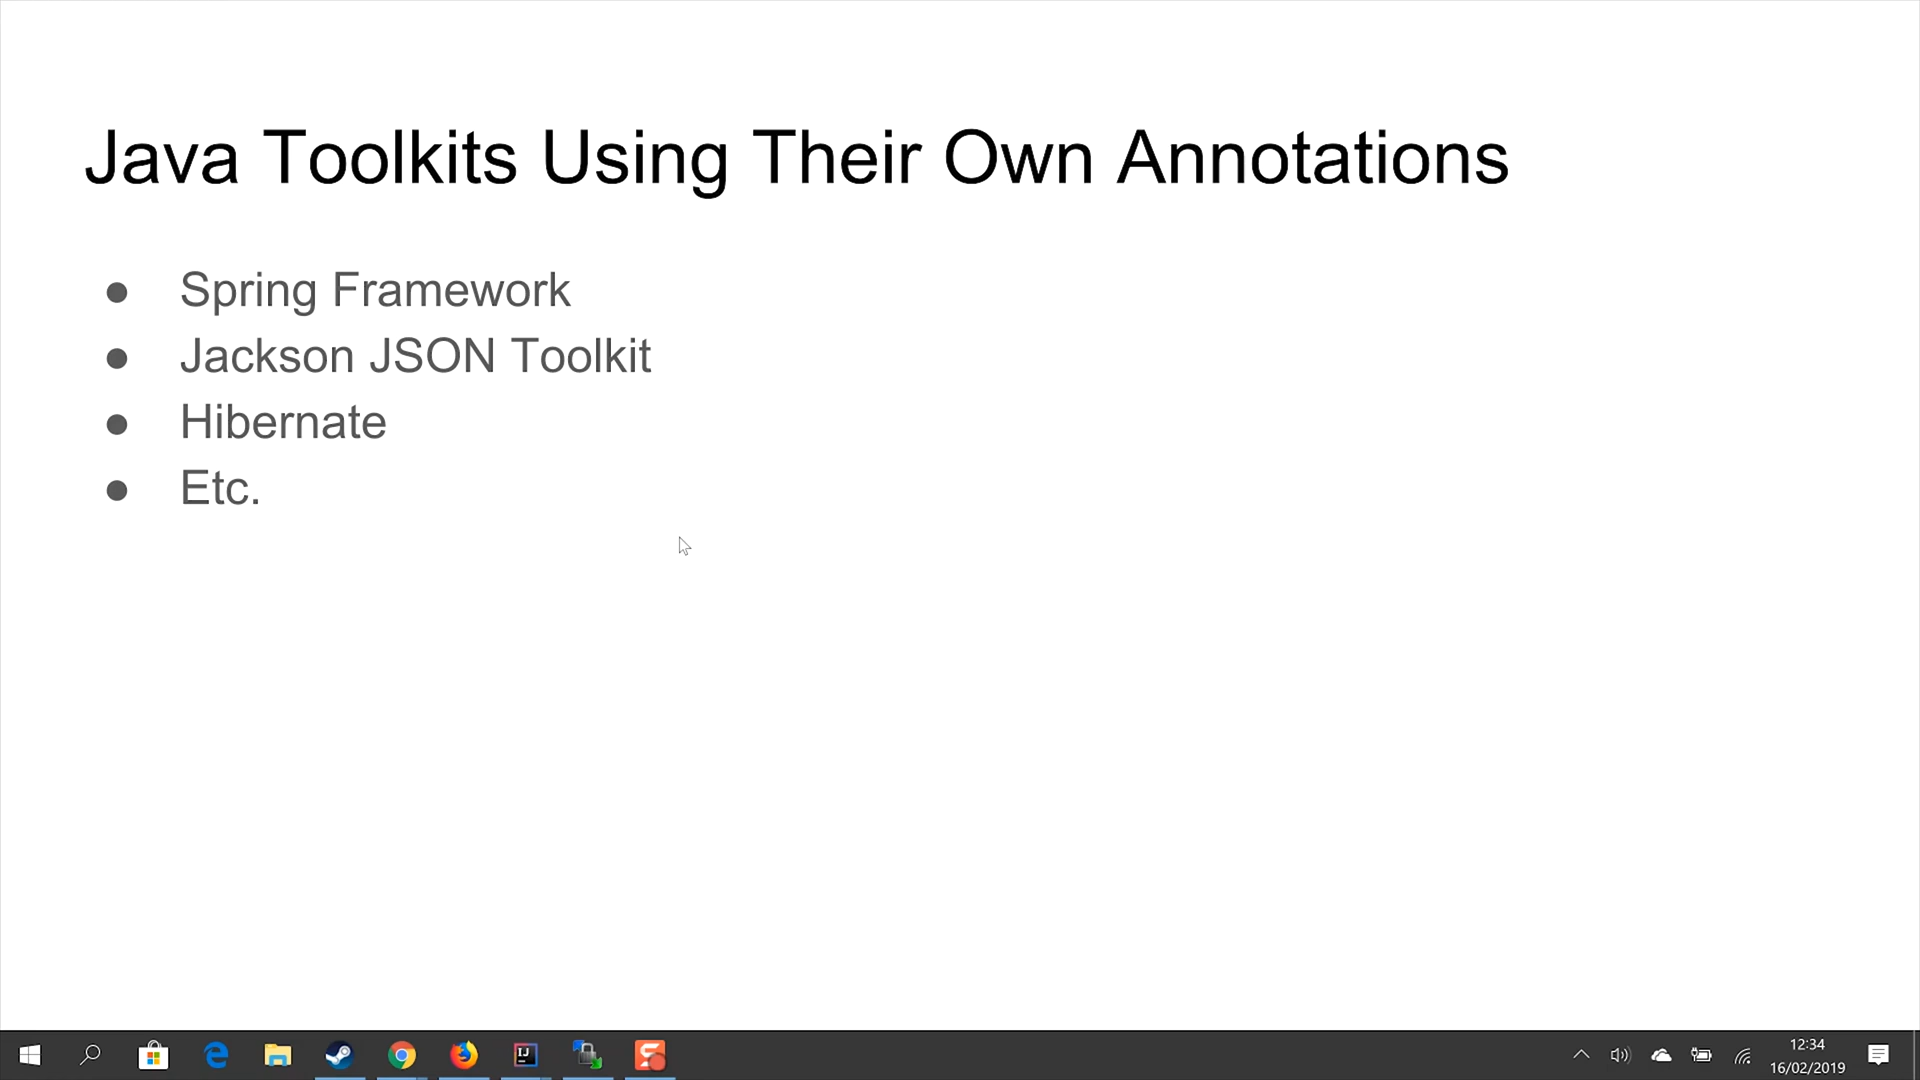 Java Toolkits Using Their Own Annotations
● Spring Framework
● Jackson JSON Toolkit
● Hibernate
● Etc.
12:34
16/02/2019